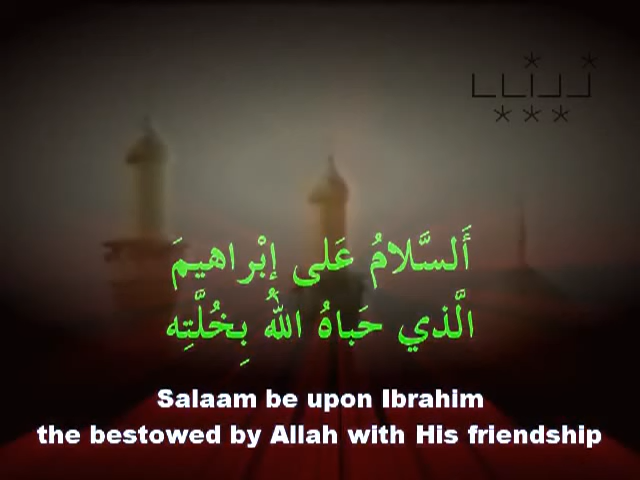 أَلسَّلامُ عَلى إبْراهيمَ
الَّذي حَباهُ اللهُ بِخُلَّتِهِ
Salaam be upon Ibrahim
the bestowed by Allah with His friendship